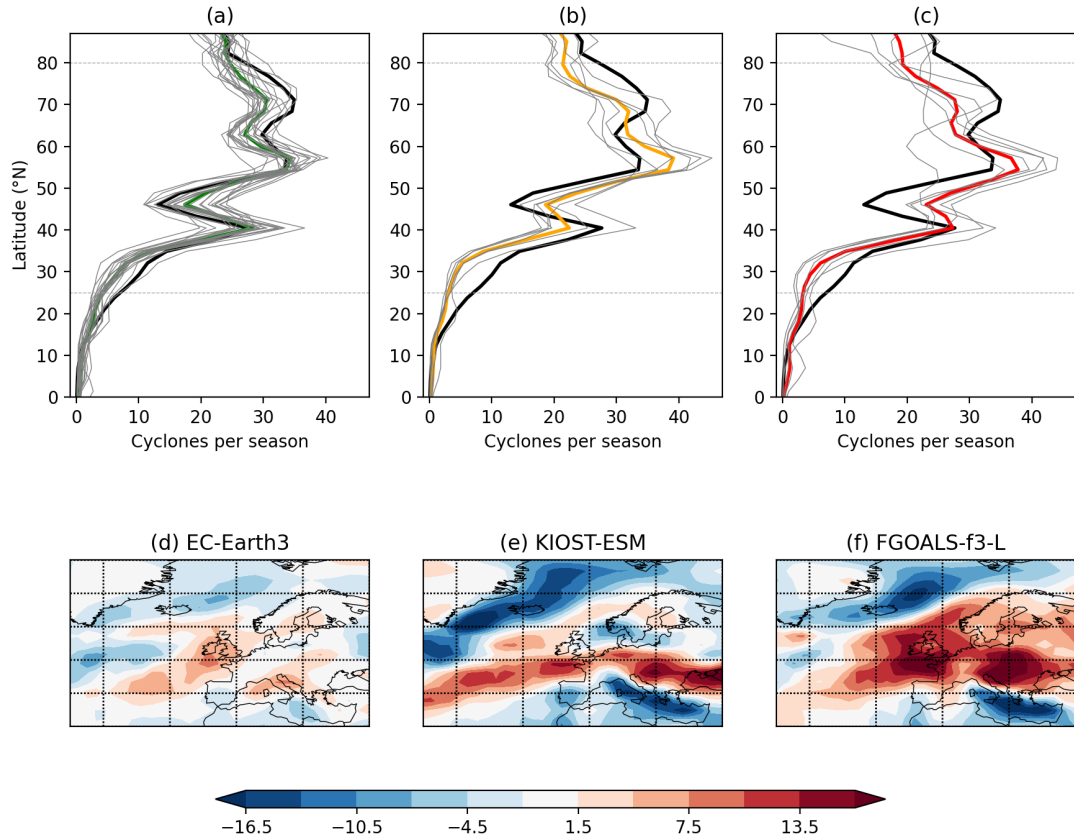 (a)
(b)
(c)
80
70
60
50
40
30
20
10
0
Latitude (°N)
0 10 20 30 40
Cyclones per season
80
70
60
50
40
30
20
10
0
0 10 20 30 40
Cyclones per season
80
70
60
50
40
30
20
10
0
0 10 20 30 40
Cyclones per season
(d) EC-Earth3
(e) KIOST-ESM
(f) FGOALS-f3-L
−16.5 −10.5 −4.5 1.5 7.5 13.5